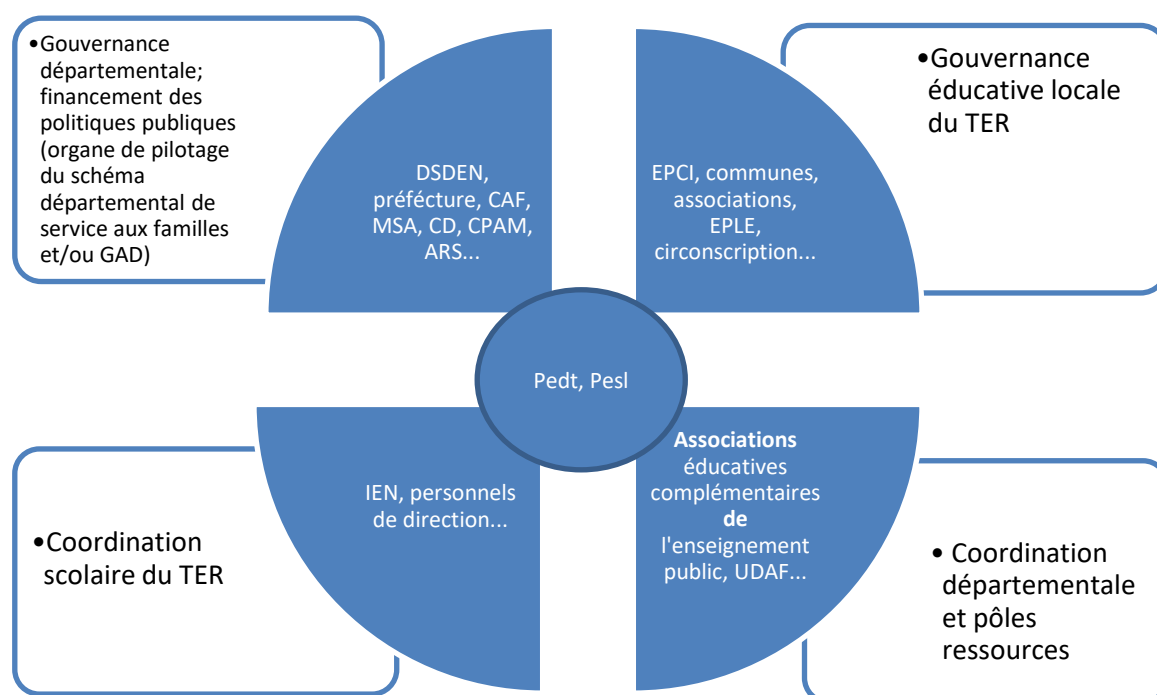 •Gouvernance
départementale;
financement des
politiques publiques
(organe de pilotage
du schéma
départemental de
service aux familles
et/ou GAD)
DSDEN,
préfécture, CAF,
MSA, CD, CPAM,
ARS...
EPCI, communes,
associations,
EPLE,
circonscription...
•Gouvernance
éducative locale
du TER
Pedt, Pesl
•Coordination
scolaire du TER
IEN, personnels
de direction...
Associations
éducatives
complémentaires
de
l'enseignement
public, UDAF...
• Coordination
départementale
et pôles
ressources